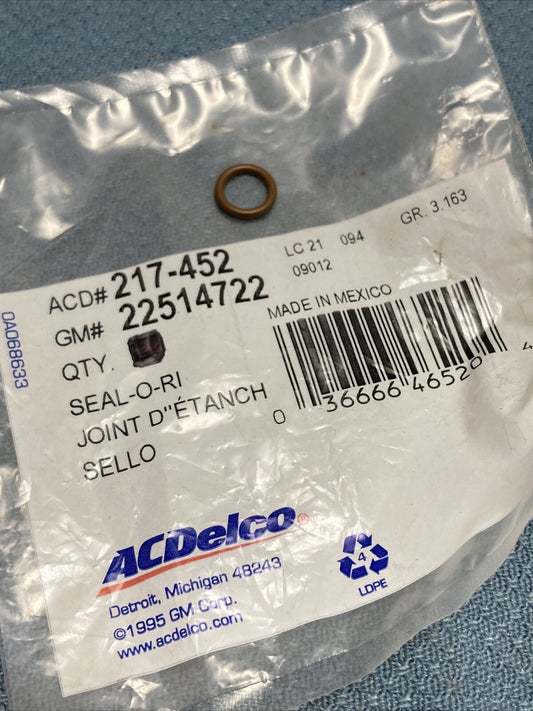 ACD# 217-452
LC 21 094
GR. 3.163
GM# 22514722
09012
QTY.
MADE IN MEXICO
SEAL-O-RI
JOINT D"ÉTANCH
SELLO
0 36666 46520 4
0A068633
ACDelco®
Detroit, Michigan 48243
©1995 GM Corp.
www.acdelco.com
4
LDPE